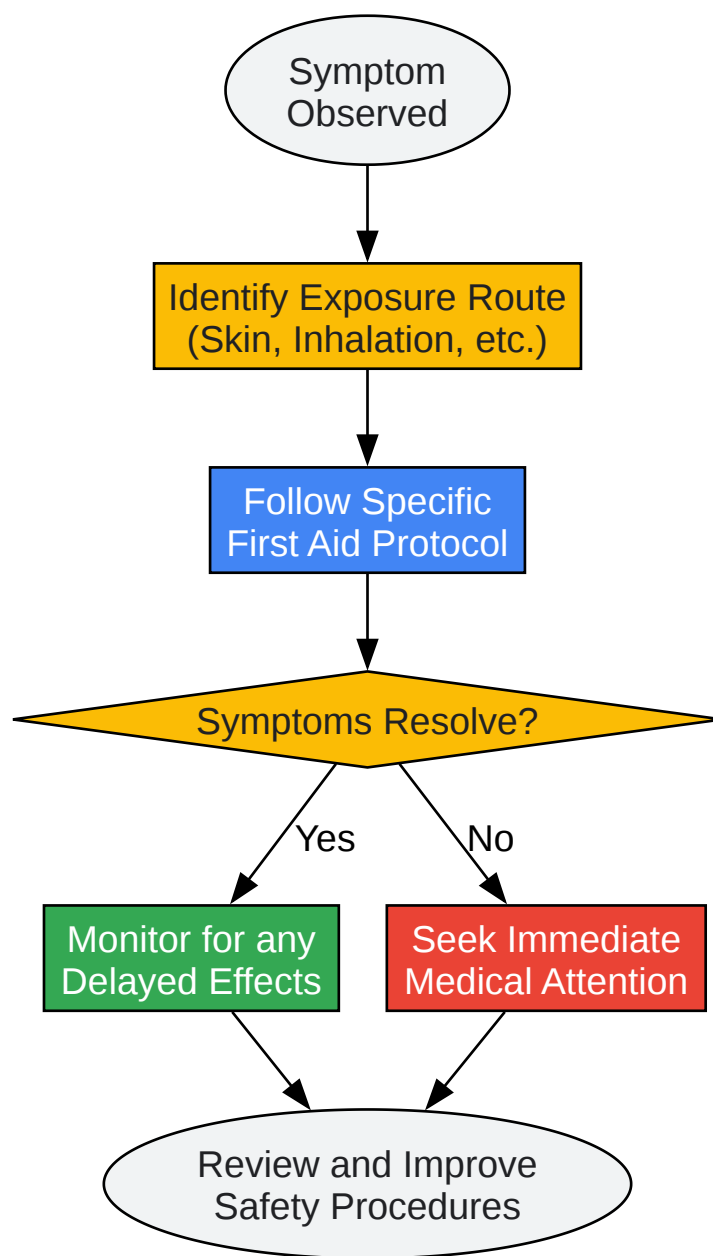 Symptom
Observed
Identify Exposure Route
(Skin, Inhalation, etc.)
Follow Specific
First Aid Protocol
Symptoms Resolve?
Yes
No
Monitor for any
Delayed Effects
Seek Immediate
Medical Attention
Review and Improve
Safety Procedures